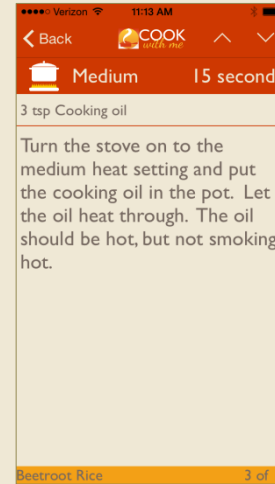 Verizon 11:13 AM
Back COOK
with me
Medium 15 second
3 tsp Cooking oil
Turn the stove on to the
medium heat setting and put
the cooking oil in the pot. Let
the oil heat through. The oil
should be hot, but not smoking
hot.
Beetroot Rice 3 of